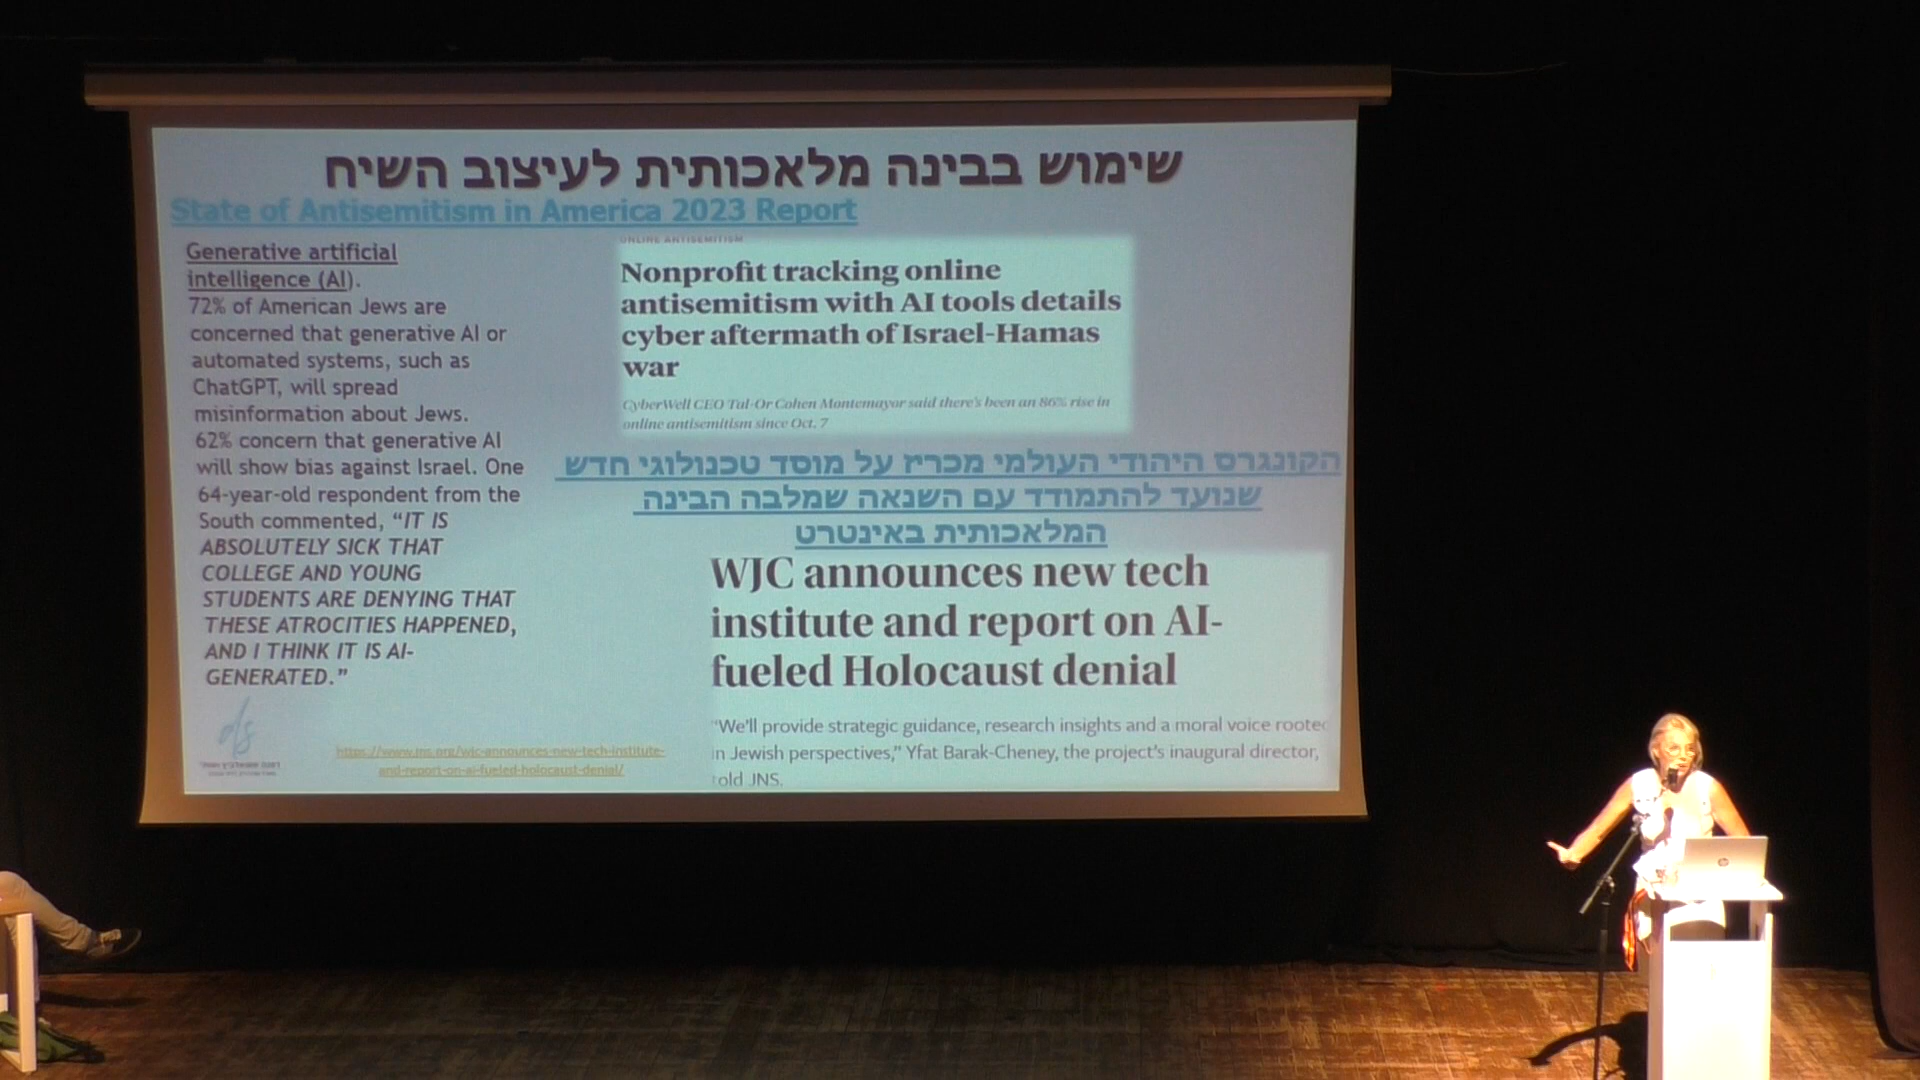 שימוש בבינה מלאכותית לעיצוב השיח
State of Antisemitism in America 2023 Report
Generative artificial
intelligence (AI).
72% of American Jews are
concerned that generative AI or
automated systems, such as
ChatGPT, will spread
misinformation about Jews.
62% concern that generative AI
will show bias against Israel. One
64-year-old respondent from the
South commented, “IT IS
ABSOLUTELY SICK THAT
COLLEGE AND YOUNG
STUDENTS ARE DENYING THAT
THESE ATROCITIES HAPPENED,
AND I THINK IT IS AI-
GENERATED.”
ONLINE ANTISEMITISM
Nonprofit tracking online
antisemitism with AI tools details
cyber aftermath of Israel-Hamas
war
CyberWell CEO Tal-Or Cohen Montemayor said there's been an 86% rise in
online antisemitism since Oct. 7
הקונגרס היהודי העולמי מכריז על מוסד טכנולוגי חדש
שנועד להתמודד עם השנאה שמלבה הבינה
המלאכותית באינטרט
WJC announces new tech
institute and report on AI-
fueled Holocaust denial
“We'll provide strategic guidance, research insights and a moral voice rooted
in Jewish perspectives,” Yfat Barak-Cheney, the project's inaugural director,
told JNS.
https://www.jns.org/wjc-announces-new-tech-institute-
and-report-on-ai-fueled-holocaust-denial/